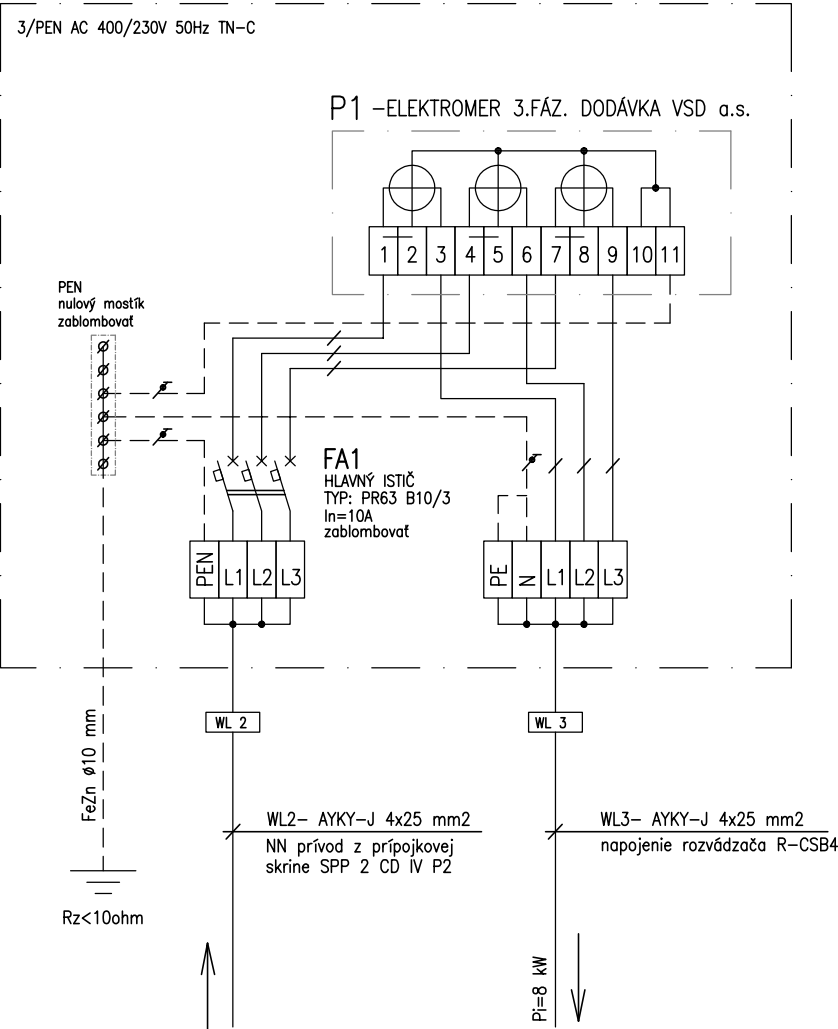 3/PEN AC 400/230V 50Hz TN-C
P1 -ELEKTROMER 3.FÁZ. DODÁVKA VSD a.s.
1 2 3 4 5 6 7 8 9 10 11
PEN
nulový mostík
zablombovať
FA1
HLAVNÝ ISTIČ
TYP: PR63 B10/3
In=10A
zablombovať
PEN L1 L2 L3
PE N L1 L2 L3
WL 2
WL 3
FeZn ø10 mm
WL2- AYKY-J 4x25 mm2
NN prívod z prípojkovej
skrine SPP 2 CD IV P2
WL3- AYKY-J 4x25 mm2
napojenie rozvádzača R-CSB4
Rz<10ohm
Pi=8 kW